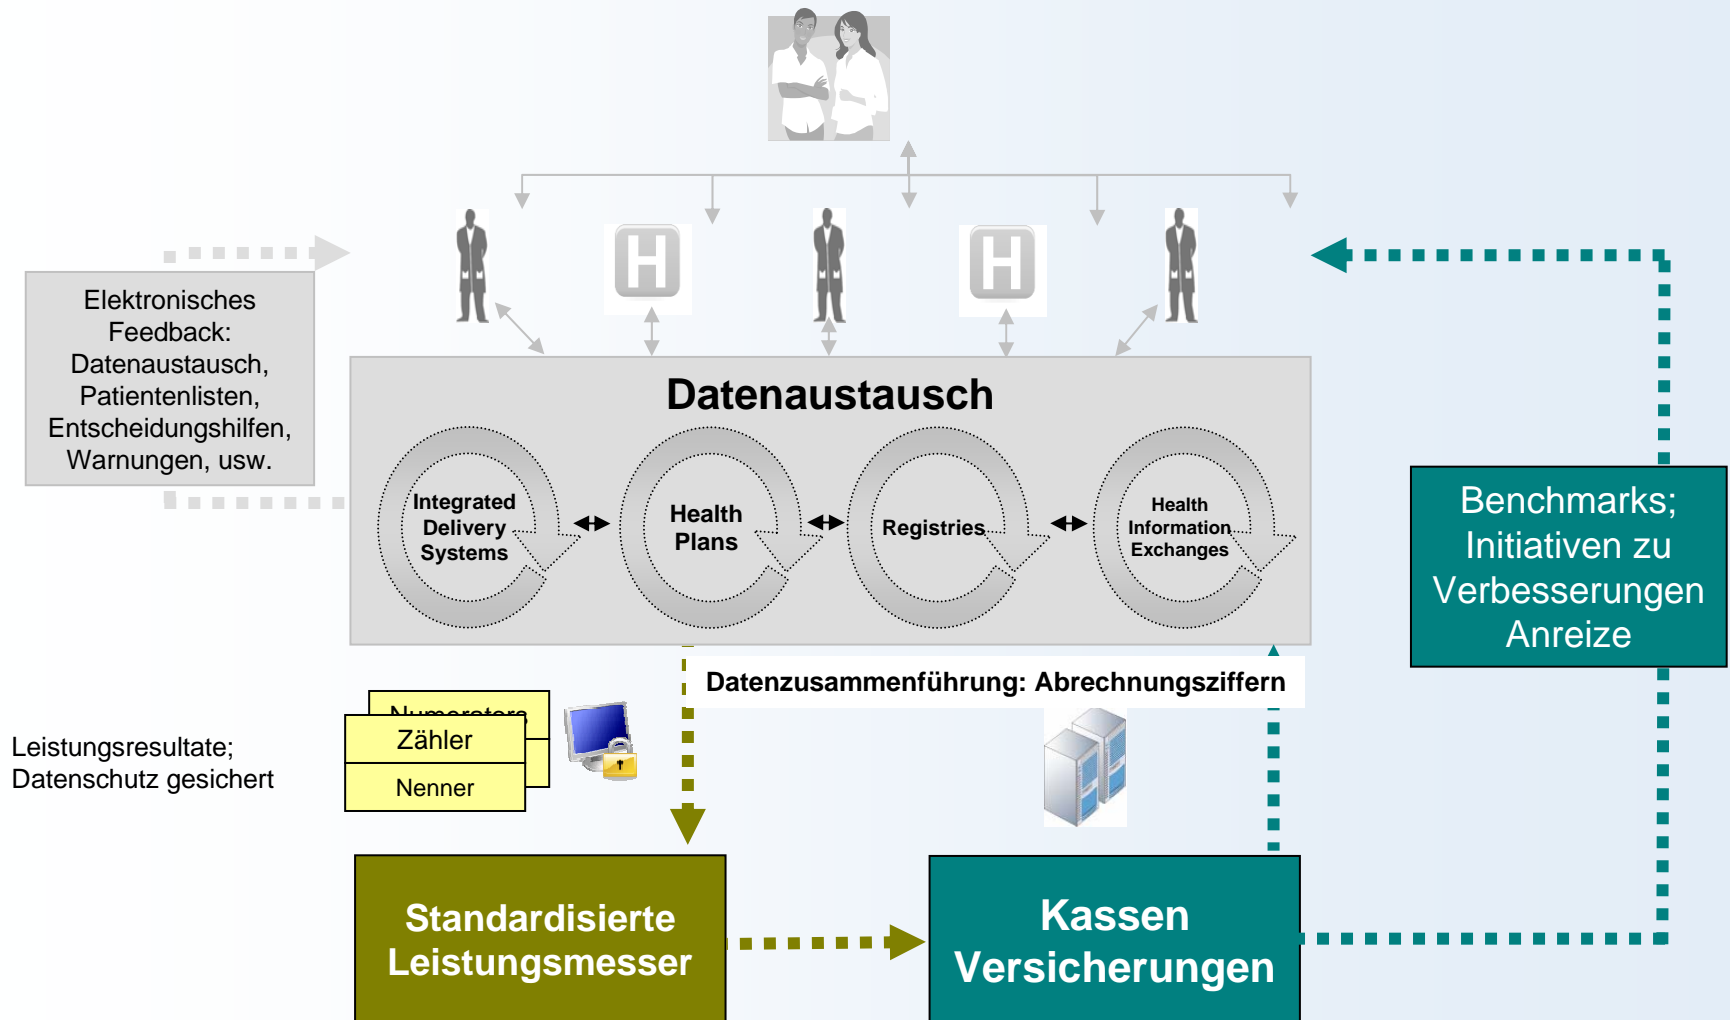 H
H
Elektronisches
Feedback:
Datenaustausch,
Patientenlisten,
Entscheidungshilfen,
Warnungen, usw.
Datenaustausch
Integrated
Delivery
Systems
Health
Plans
Registries
Health
Information
Exchanges
Benchmarks;
Initiativen zu
Verbesserungen
Anreize
Datenzusammenführung: Abrechnungsziffern
Numerators
Zähler
Nenner
Leistungsresultate;
Datenschutz gesichert
Standardisierte
Leistungsmesser
Kassen
Versicherungen